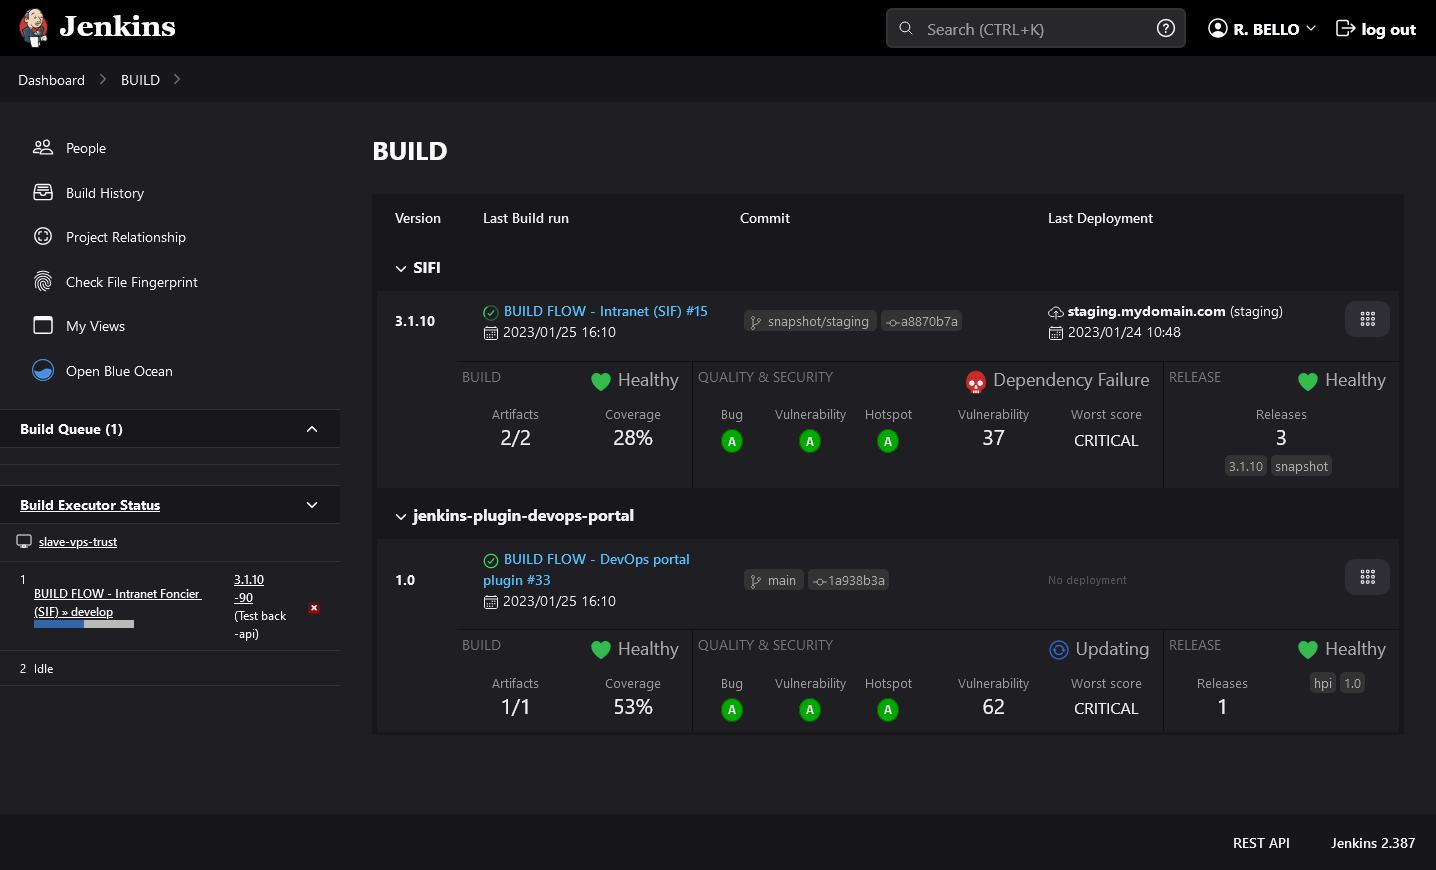 Jenkins
Search (CTRL+K)
R. BELLO
log out
Dashboard
BUILD
People
Build History
Project Relationship
Check File Fingerprint
My Views
Open Blue Ocean
Build Queue (1)
Build Executor Status
slave-vps-trust
1
BUILD FLOW - Intranet Foncier
(SIF) » develop
3.1.10
-90
(Test back
-api)
2 Idle
BUILD
Version Last Build run Commit Last Deployment
SIFI
3.1.10
BUILD FLOW - Intranet (SIF) #15
2023/01/25 16:10
snapshot/staging
a8870b7a
staging.mydomain.com (staging)
2023/01/24 10:48
BUILD
Healthy
Artifacts
2/2
Coverage
28%
QUALITY & SECURITY
Dependency Failure
Bug
A
Vulnerability
A
Hotspot
A
Vulnerability
37
Worst score
CRITICAL
RELEASE
Healthy
Releases
3
3.1.10 snapshot
jenkins-plugin-devops-portal
1.0
BUILD FLOW - DevOps portal
plugin #33
2023/01/25 16:10
main
1a938b3a
No deployment
BUILD
Healthy
Artifacts
1/1
Coverage
53%
QUALITY & SECURITY
Updating
Bug
A
Vulnerability
A
Hotspot
A
Vulnerability
62
Worst score
CRITICAL
RELEASE
Healthy
Releases
1
hpi 1.0
REST API
Jenkins 2.387